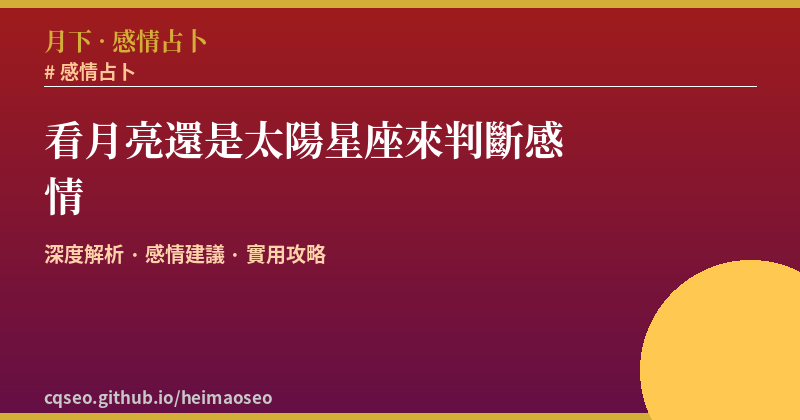 月下 · 感情占卜
# 感情占卜
看月亮還是太陽星座來判斷感
情
深度解析 · 感情建議 · 實用攻略
cqseo.github.io/heimaoseo